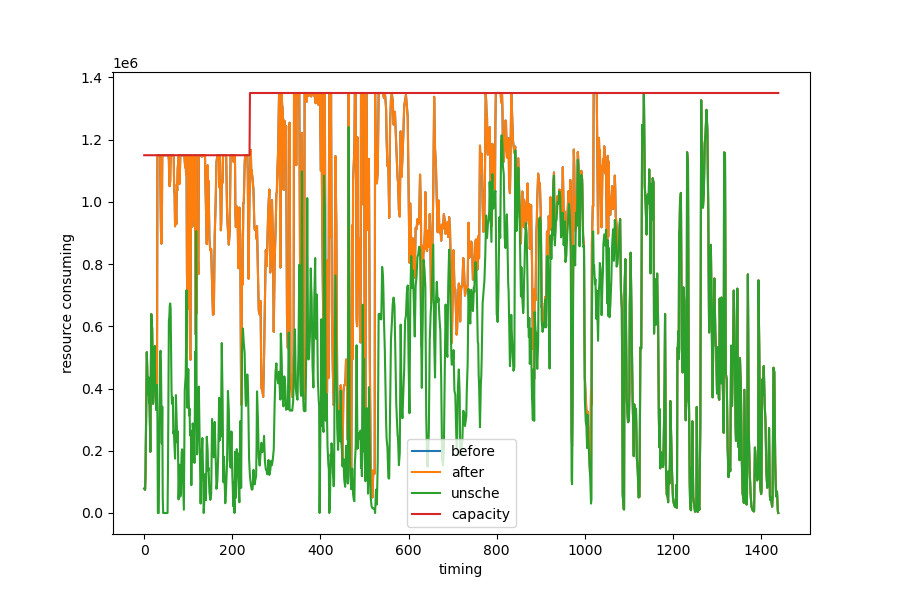 1e6
1.4
1.2
1.0
0.8
0.6
0.4
0.2
0.0
resource consuming
before
after
unsche
capacity
0 200 400 600 800 1000 1200 1400
timing